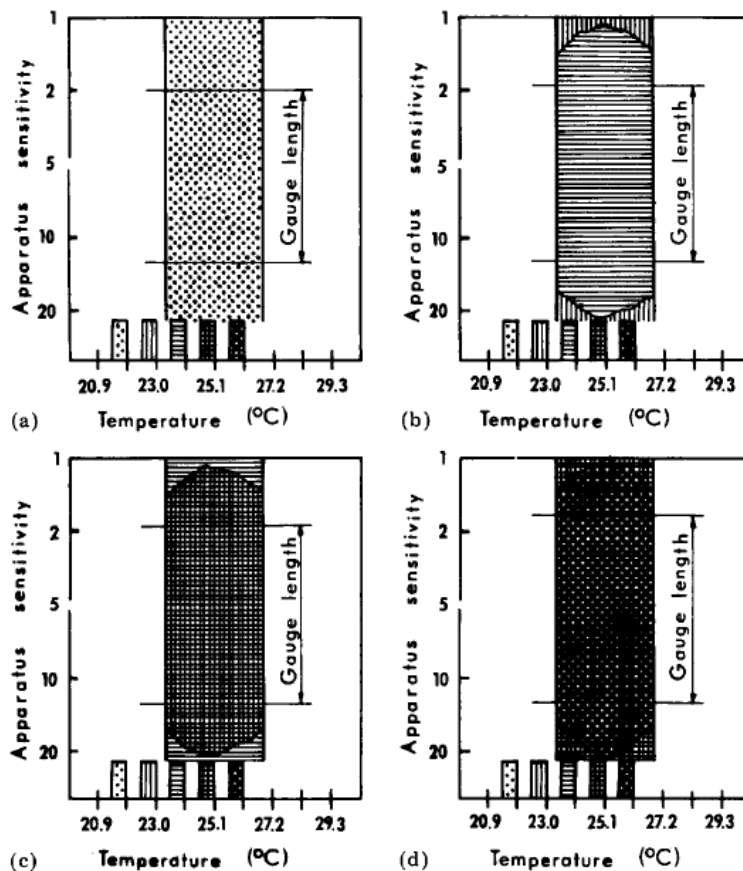 1
2
5
10
20
Apparatus sensitivity
Gauge length
20.9 23.0 25.1 27.2 29.3
(a) Temperature (°C)
1
2
5
10
20
Apparatus sensitivity
Gauge length
20.9 23.0 25.1 27.2 29.3
(b) Temperature (°C)
1
2
5
10
20
Apparatus sensitivity
Gauge length
20.9 23.0 25.1 27.2 29.3
(c) Temperature (°C)
1
2
5
10
20
Apparatus sensitivity
Gauge length
20.9 23.0 25.1 27.2 29.3
(d) Temperature (°C)